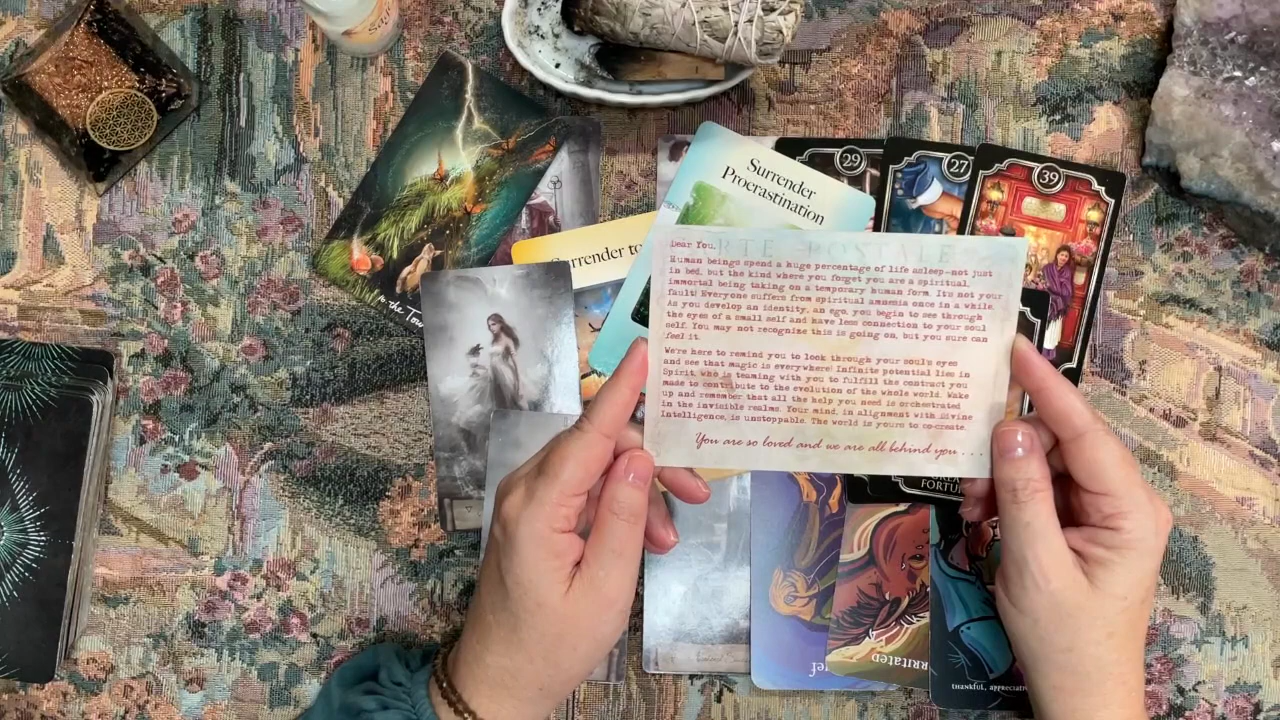 29
27
39
Surrender
Procrastination
Surrender to
to the Tow
CARTE POSTALE
Dear You,
Human beings spend a huge percentage of life asleep—not just
in bed, but the kind where you forget you are a spiritual,
immortal being taking on a temporary human form. It's not your
fault! Everyone suffers from spiritual amnesia once in a while.
As you develop an identity, an ego, you begin to see through
the eyes of a small self and have less connection to your soul
self. You may not recognize this is going on, but you sure can
feel it.
We're here to remind you to look through your soul's eyes
and see that magic is everywhere! Infinite potential lies in
Spirit, who is teaming with you to fulfill the contract you
made to contribute to the evolution of the whole world. Wake
up and remember that all the help you need is orchestrated
in the invisible realms. Your mind, in alignment with Divine
Intelligence, is unstoppable. The world is yours to co-create.
You are so loved and we are all behind you . . .
FORTU
ef
RRITATED
THANKFUL, APPRECIATI